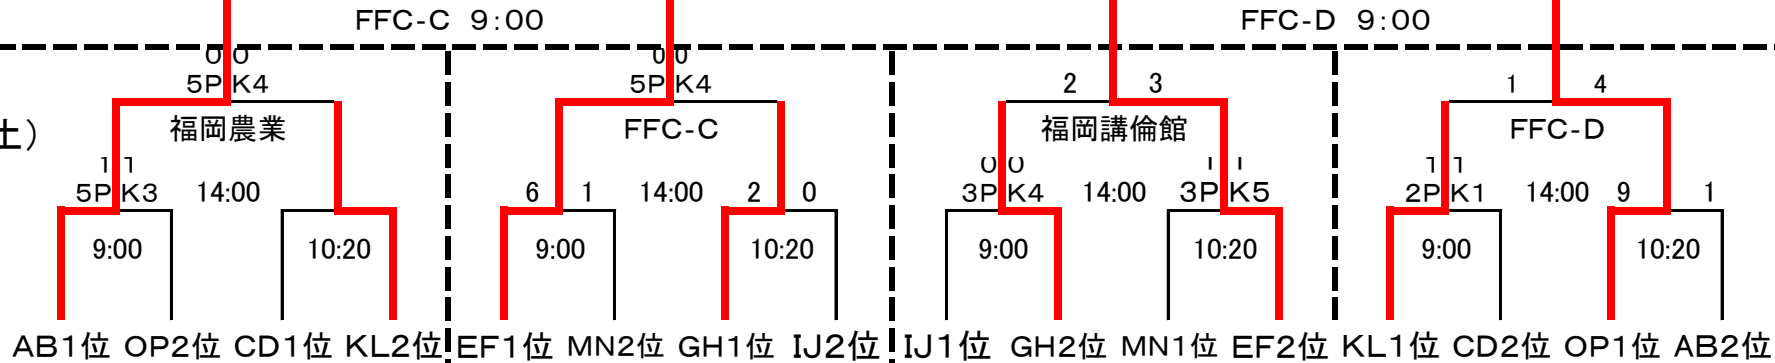 FFC-C 9:00 FFC-D 9:00
0 0 0 0
5PK4 5PK4 2 3 1 4
土) 福岡農業 FFC-C 福岡講倫館 FFC-D
1 1 0 0 1 1 1 1
5PK3 14:00 6 1 14:00 2 0 3PK4 14:00 3PK5 2PK1 14:00 9 1
9:00 10:20 9:00 10:20 9:00 10:20 9:00 10:20
AB1位 OP2位 CD1位 KL2位 EF1位 MN2位 GH1位 IJ2位 IJ1位 GH2位 MN1位 EF2位 KL1位 CD2位 OP1位 AB2位